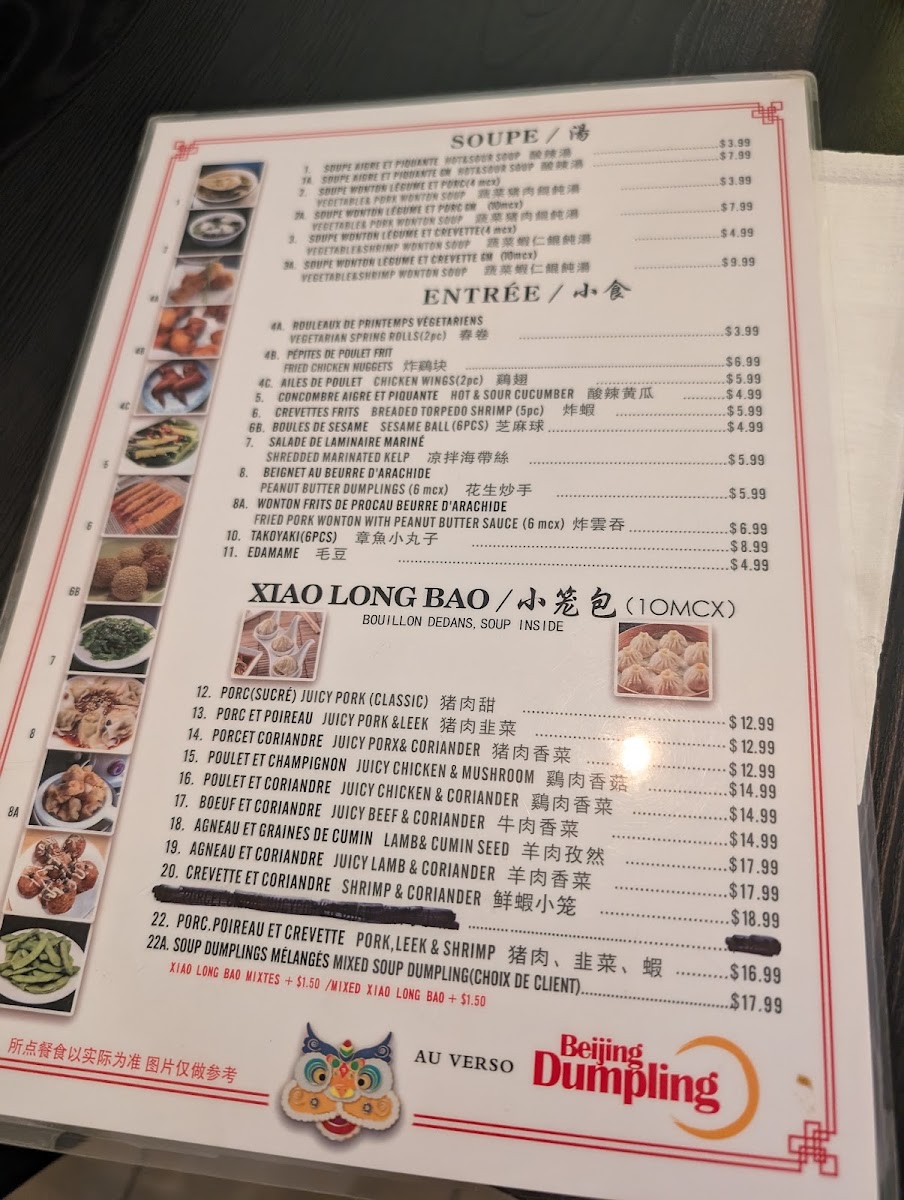 SOUPE / 湯
1. SOUPE AIGRE ET PIQUANTE HOT&SOUR SOUP 酸辣湯 $3.99
1A. SOUPE AIGRE ET PIQUANTE GM HOT&SOUR SOUP 酸辣湯 $7.99
2. SOUPE WONTON LÉGUME ET PORC(4 mcx)
VEGETABLE& PORK WONTON SOUP 蔬菜豬肉餛飩湯 $3.99
2A. SOUPE WONTON LÉGUME ET PORC GM (10mcx)
VEGETABLE& PORK WONTON SOUP 蔬菜豬肉餛飩湯 $7.99
3. SOUPE WONTON LÉGUME ET CREVETTE(4 mcx)
VEGETABLE&SHRIMP WONTON SOUP 蔬菜蝦仁餛飩湯 $4.99
3A. SOUPE WONTON LÉGUME ET CREVETTE GM (10mcx)
VEGETABLE&SHRIMP WONTON SOUP 蔬菜蝦仁餛飩湯 $9.99
ENTRÉE / 小食
4A. ROULEAUX DE PRINTEMPS VÉGETARIENS
VEGETARIAN SPRING ROLLS(2pc) 春卷 $3.99
4B. PÉPITES DE POULET FRIT
FRIED CHICKEN NUGGETS 炸鷄块 $6.99
4C. AILES DE POULET CHICKEN WINGS(2pc) 鷄翅 $5.99
5. CONCOMBRE AIGRE ET PIQUANTE HOT & SOUR CUCUMBER 酸辣黄瓜 $4.99
6. CREVETTES FRITS BREADED TORPEDO SHRIMP (5pc) 炸蝦 $5.99
6B. BOULES DE SESAME SESAME BALL (6PCS) 芝麻球 $4.99
7. SALADE DE LAMINAIRE MARINÉ
SHREDDED MARINATED KELP 凉拌海帶絲 $5.99
8. BEIGNET AU BEURRE D'ARACHIDE
PEANUT BUTTER DUMPLINGS (6 mcx) 花生炒手 $5.99
8A. WONTON FRITS DE PROCAU BEURRE D'ARACHIDE
FRIED PORK WONTON WITH PEANUT BUTTER SAUCE (6 mcx) 炸雲吞 $6.99
10. TAKOYAKI(6PCS) 章魚小丸子 $8.99
11. EDAMAME 毛豆 $4.99
XIAO LONG BAO / 小笼包 (10MCX)
BOUILLON DEDANS, SOUP INSIDE
12. PORC(SUCRÉ) JUICY PORK (CLASSIC) 猪肉甜 $12.99
13. PORC ET POIREAU JUICY PORK &LEEK 猪肉韭菜 $12.99
14. PORCET CORIANDRE JUICY PORX& CORIANDER 猪肉香菜 $12.99
15. POULET ET CHAMPIGNON JUICY CHICKEN & MUSHROOM 鷄肉香菇 $14.99
16. POULET ET CORIANDRE JUICY CHICKEN & CORIANDER 鷄肉香菜 $14.99
17. BOEUF ET CORIANDRE JUICY BEEF & CORIANDER 牛肉香菜 $14.99
18. AGNEAU ET GRAINES DE CUMIN LAMB& CUMIN SEED 羊肉孜然 $17.99
19. AGNEAU ET CORIANDRE JUICY LAMB & CORIANDER 羊肉香菜 $17.99
20. CREVETTE ET CORIANDRE SHRIMP & CORIANDER 鮮蝦小笼 $18.99
22. PORC.POIREAU ET CREVETTE PORK,LEEK & SHRIMP 猪肉、韭菜、蝦 $16.99
22A. SOUP DUMPLINGS MÉLANGÉS MIXED SOUP DUMPLING(CHOIX DE CLIENT) $17.99
XIAO LONG BAO MIXTES + $1.50 /MIXED XIAO LONG BAO + $1.50
1
2
4A
4B
4C
5
6
6B
7
8
8A
所点餐食以实际为准 图片仅做参考
AU VERSO
Beijing
Dumpling